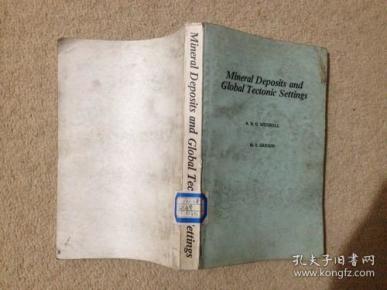 Mineral Deposits and
Global Tectonic Settings
A. H. G. MITCHELL
M. S. GARSON
Mineral Deposits and Global Tec
ettings
孔夫子旧书网
www.kongfz.com